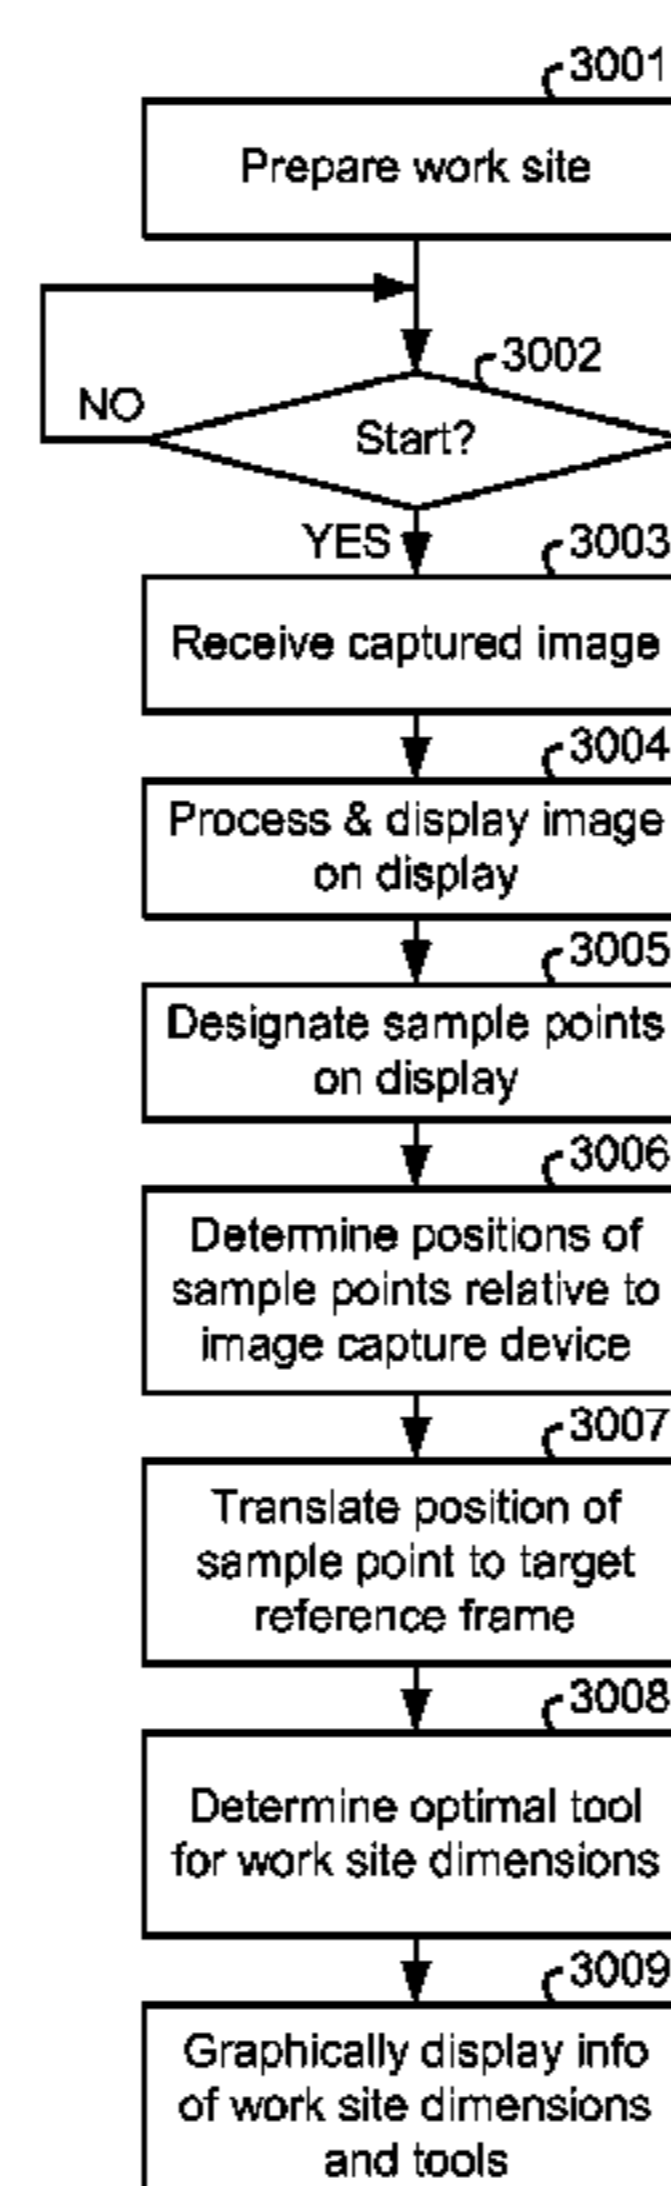 3001
Prepare work site
3002
NO
Start?
YES
3003
Receive captured image
3004
Process & display image
on display
3005
Designate sample points
on display
3006
Determine positions of
sample points relative to
image capture device
3007
Translate position of
sample point to target
reference frame
3008
Determine optimal tool
for work site dimensions
3009
Graphically display info
of work site dimensions
and tools